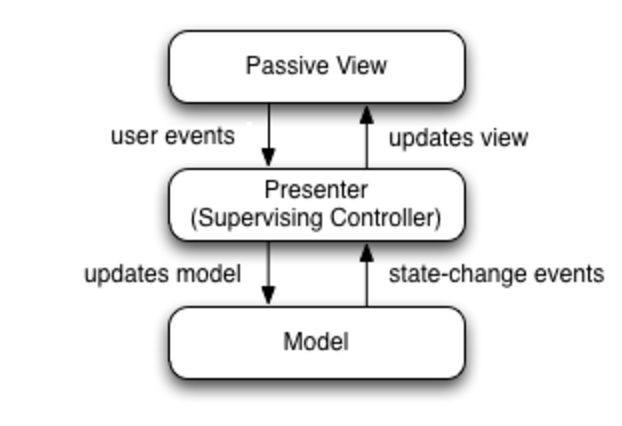 Passive View
user events
updates view
Presenter
(Supervising Controller)
updates model
state-change events
Model